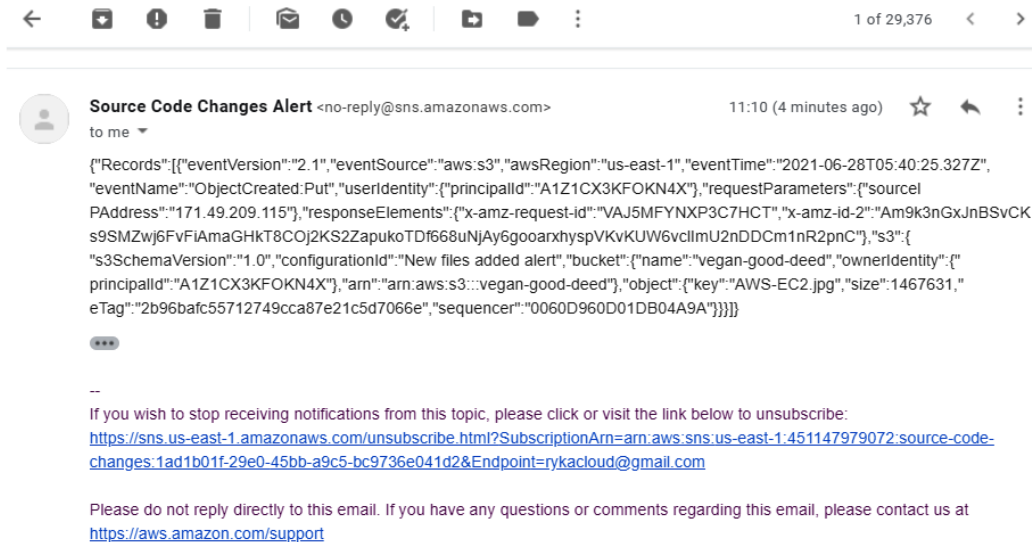 1 of 29,376
Source Code Changes Alert <no-reply@sns.amazonaws.com> 11:10 (4 minutes ago)
to me
{"Records":[{"eventVersion":"2.1","eventSource":"aws:s3","awsRegion":"us-east-1","eventTime":"2021-06-28T05:40:25.327Z",
"eventName":"ObjectCreated:Put","userIdentity":{"principalId":"A1Z1CX3KFOKN4X"},"requestParameters":{"sourceI
PAddress":"171.49.209.115"},"responseElements":{"x-amz-request-id":"VAJ5MFYNXP3C7HCT","x-amz-id-2":"Am9k3nGxJnBSvCK
s9SMZwj6FvFiAmaGHkT8COj2KS2ZapukoTDf668uNjAy6gooarxhyspVKvKUW6vclImU2nDDCm1nR2pnC"},"s3":{
"s3SchemaVersion":"1.0","configurationId":"New files added alert","bucket":{"name":"vegan-good-deed","ownerIdentity":{"
principalId":"A1Z1CX3KFOKN4X"},"arn":"arn:aws:s3:::vegan-good-deed"},"object":{"key":"AWS-EC2.jpg","size":1467631,"
eTag":"2b96bafc55712749cca87e21c5d7066e","sequencer":"0060D960D01DB04A9A"}}}]}
--
If you wish to stop receiving notifications from this topic, please click or visit the link below to unsubscribe:
https://sns.us-east-1.amazonaws.com/unsubscribe.html?SubscriptionArn=arn:aws:sns:us-east-1:451147979072:source-code-
changes:1ad1b01f-29e0-45bb-a9c5-bc9736e041d2&Endpoint=rykacloud@gmail.com
Please do not reply directly to this email. If you have any questions or comments regarding this email, please contact us at
https://aws.amazon.com/support